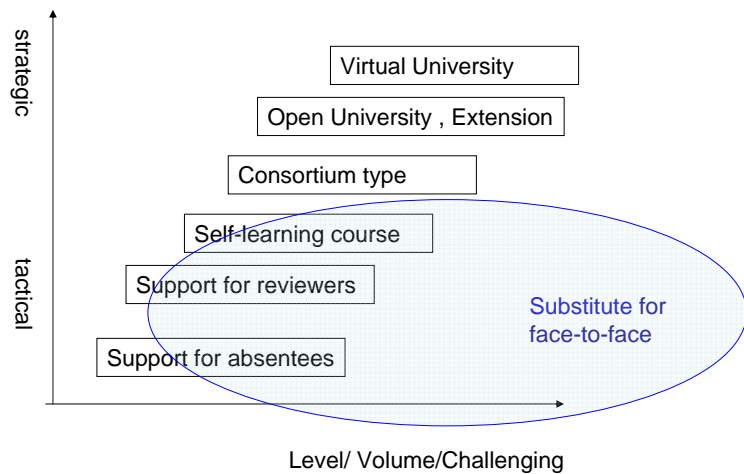 strategic
Virtual University
Open University , Extension
Consortium type
Self-learning course
tactical
Support for reviewers
Substitute for
face-to-face
Support for absentees
Level/ Volume/Challenging